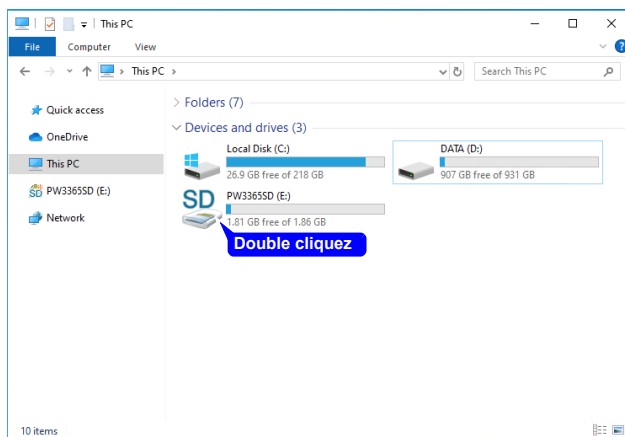 This PC
File Computer View
This PC
Search This PC
Quick access
OneDrive
This PC
PW3365SD (E:)
Network
Folders (7)
Devices and drives (3)
Local Disk (C:)
26.9 GB free of 218 GB
DATA (D:)
907 GB free of 931 GB
SD
PW3365SD (E:)
1.81 GB free of 1.86 GB
Double cliquez
10 items